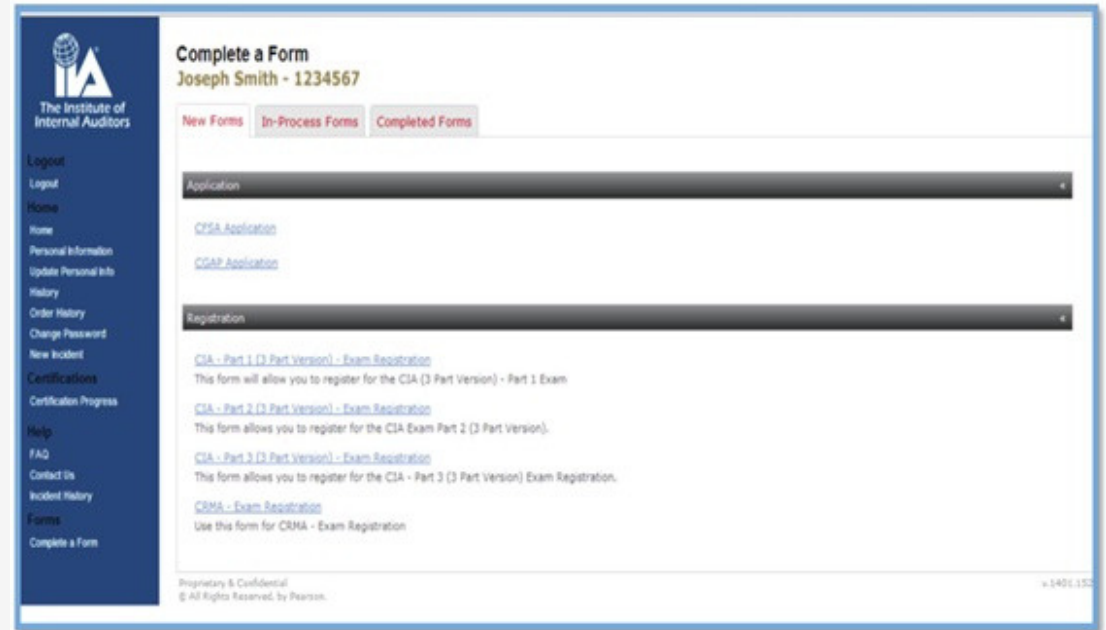 IIA
The Institute of
Internal Auditors
Logout
Logout
Home
Home
Personal Information
Update Personal Info
History
Order History
Change Password
New Incident
Certifications
Certification Progress
Help
FAQ
Contact Us
Incident History
Forms
Complete a Form
Complete a Form
Joseph Smith - 1234567
New Forms In-Process Forms Completed Forms
Application
CFSA Application
CGAP Application
Registration
CIA - Part 1 (3 Part Version) - Exam Registration
This form will allow you to register for the CIA (3 Part Version) - Part 1 Exam
CIA - Part 2 (3 Part Version) - Exam Registration
This form allows you to register for the CIA Exam Part 2 (3 Part Version).
CIA - Part 3 (3 Part Version) - Exam Registration
This form allows you to register for the CIA - Part 3 (3 Part Version) Exam Registration.
CRMA - Exam Registration
Use this form for CRMA - Exam Registration
Proprietary & Confidential
© All Rights Reserved, by Pearson.
v.1401.152